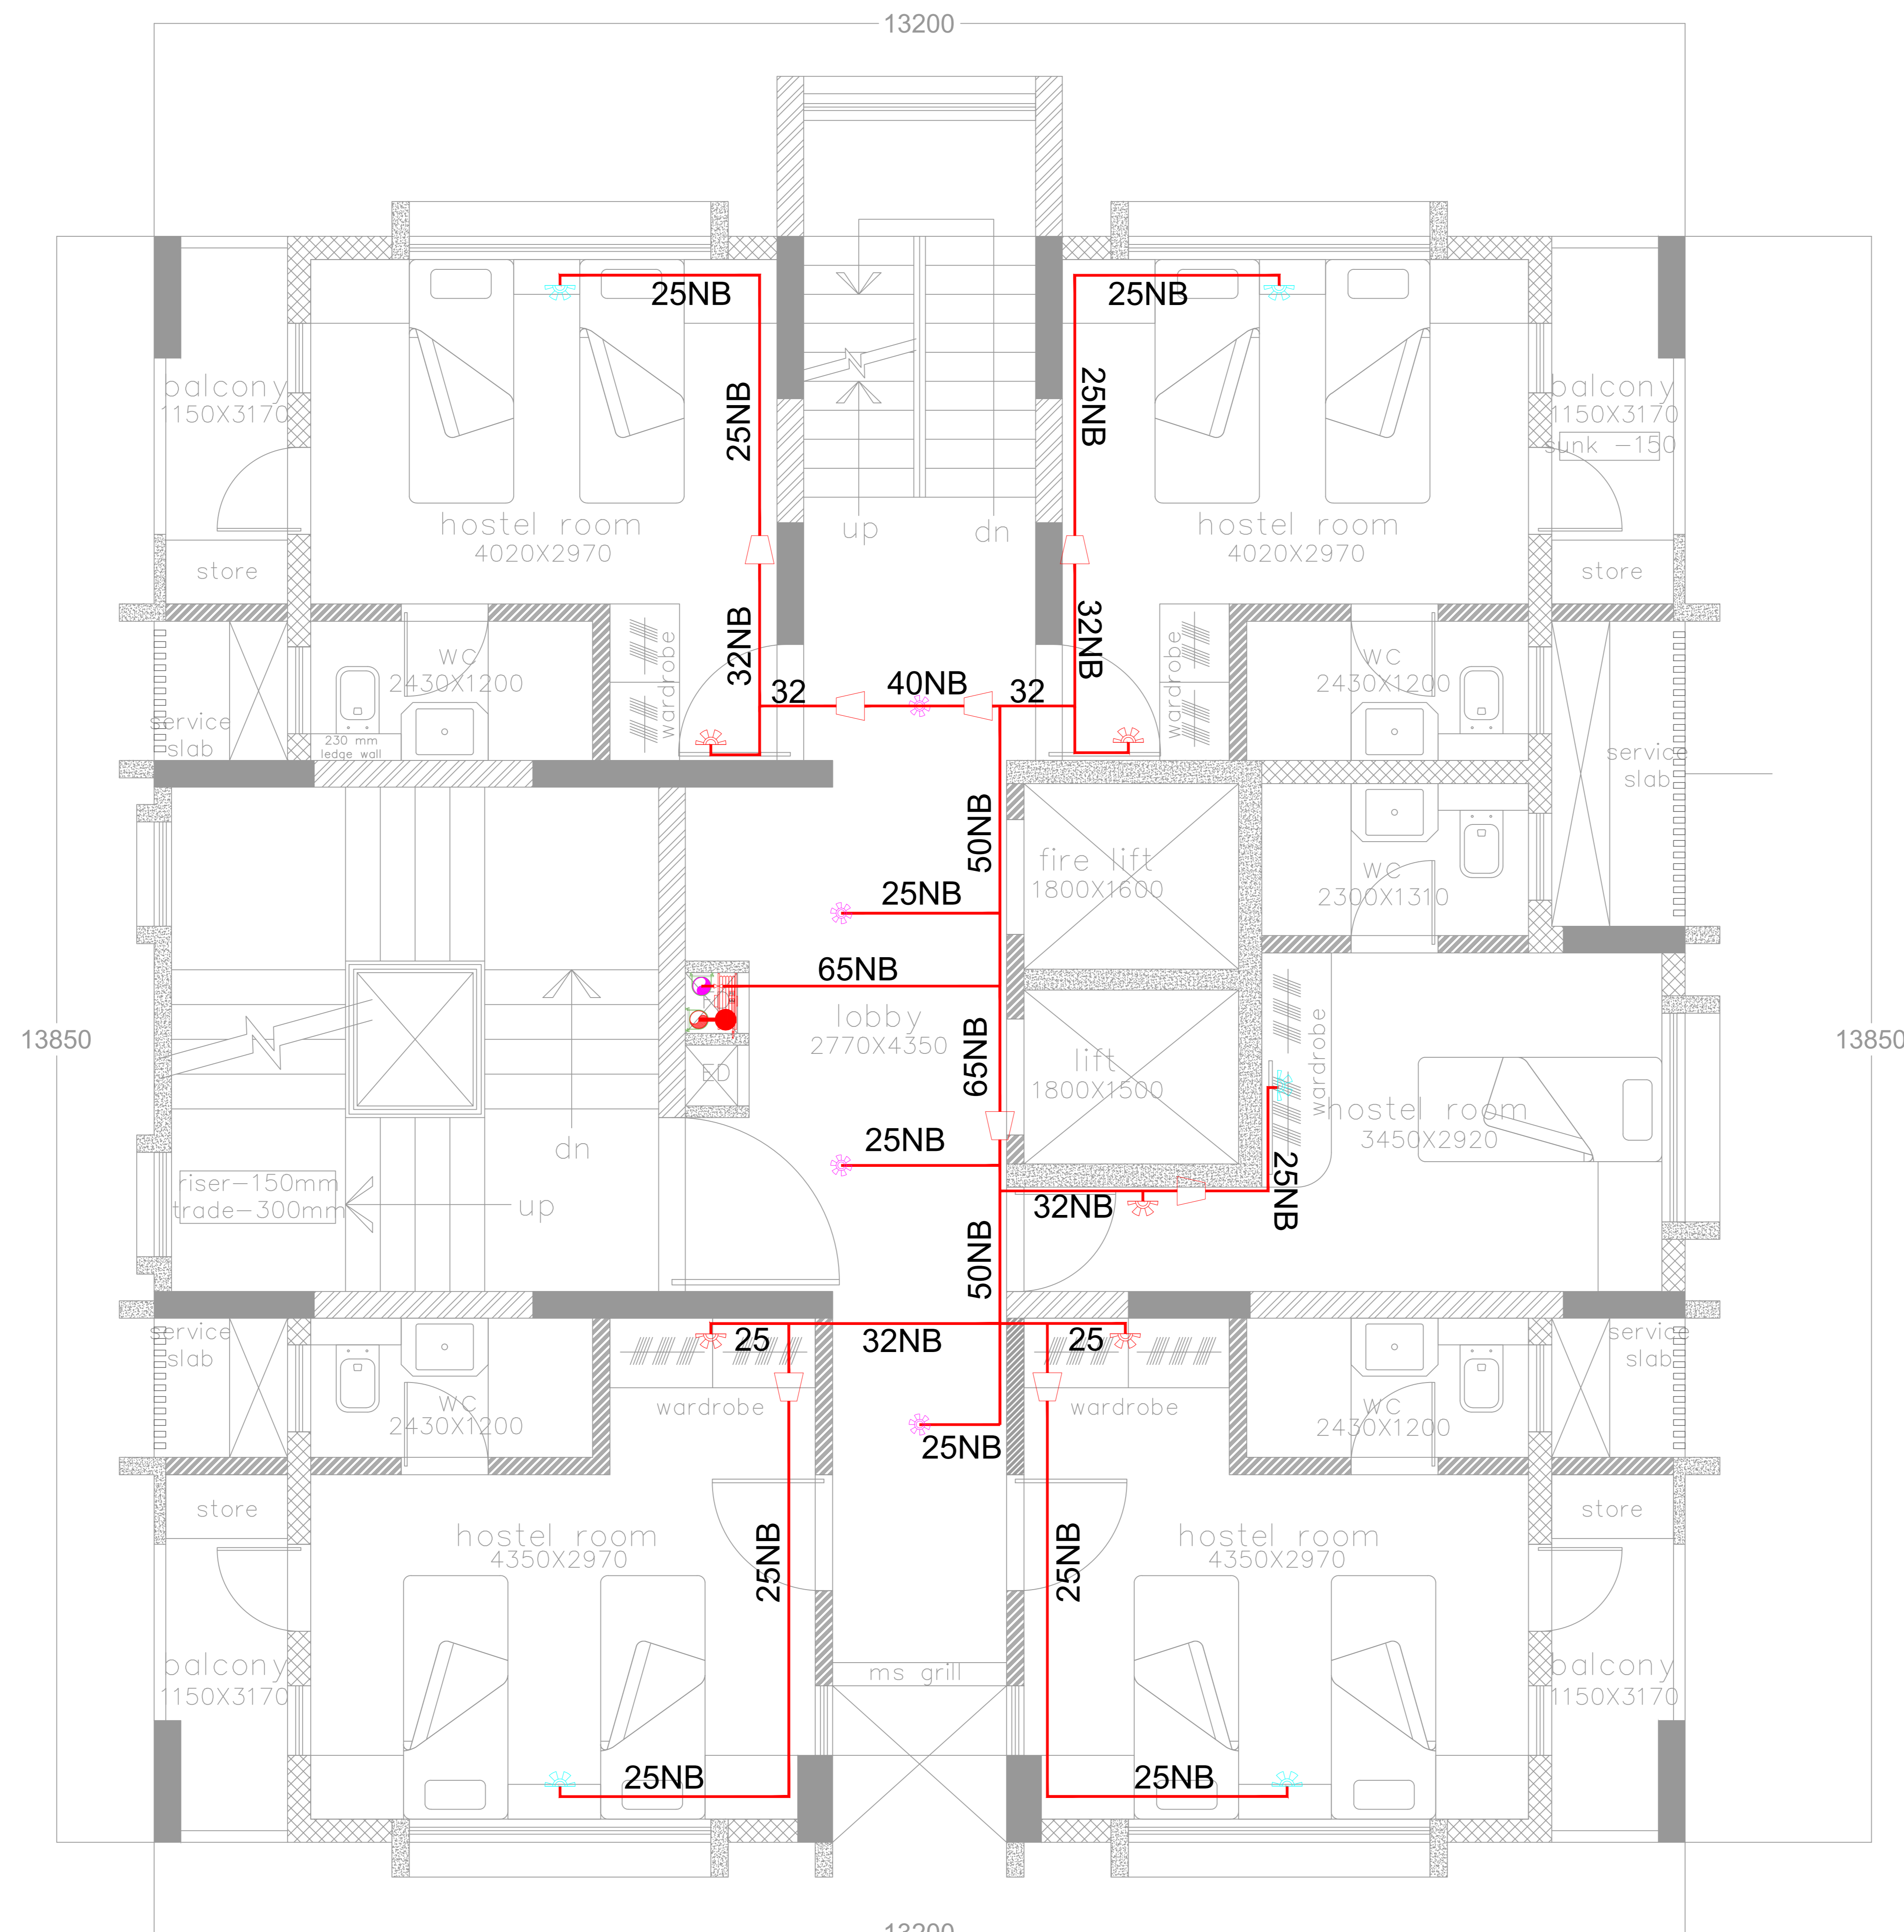 13200
25NB
25NB
balcony
1150X3170
25NB
25NB
balcony
1150X3170
sunk -150
hostel room
4020X2970
up
dn
hostel room
4020X2970
store
store
32NB
32NB
WC
2430X1200
wardrobe
32
40NB
32
wardrobe
WC
2430X1200
service
slab
230 mm
ledge wall
service
slab
50NB
fire lift
1800X1600
WC
2300X1310
25NB
65NB
lobby
2770X4350
65NB
lift
1800X1500
wardrobe
hostel room
3450X2920
13850
13850
ED
dn
25NB
25NB
riser-150mm
trade-300mm
up
32NB
50NB
service
slab
25
32NB
25
service
slab
WC
2430X1200
wardrobe
wardrobe
WC
2430X1200
25NB
store
store
hostel room
4350X2970
25NB
25NB
hostel room
4350X2970
balcony
1150X3170
ms grill
balcony
1150X3170
25NB
25NB
13200